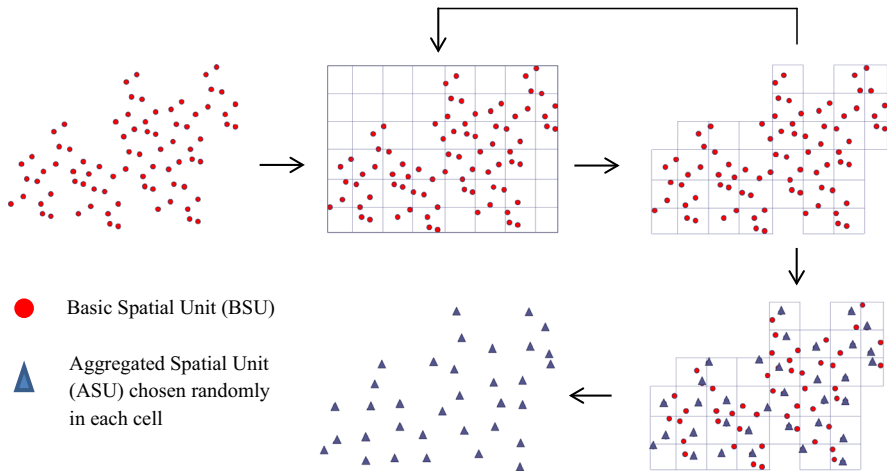 Basic Spatial Unit (BSU)
Aggregated Spatial Unit
(ASU) chosen randomly
in each cell